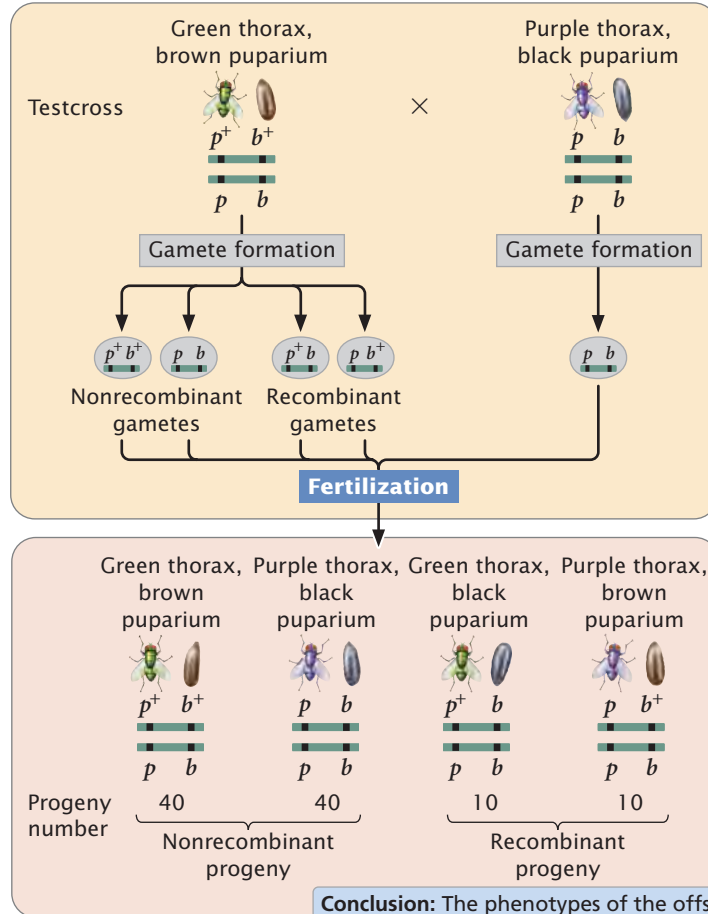 Green thorax,
brown puparium
Purple thorax,
black puparium
Testcross
×
p+ b+
p b
p b
p b
Gamete formation
Gamete formation
p+ b+
p b
p+ b
p b+
p b
Nonrecombinant
gametes
Recombinant
gametes
Fertilization
Green thorax,
brown
puparium
Purple thorax,
black
puparium
Green thorax,
black
puparium
Purple thorax,
brown
puparium
p+ b+
p b
p+ b
p b+
p b
p b
p b
p b
Progeny
number
40
40
10
10
Nonrecombinant
progeny
Recombinant
progeny
Conclusion: The phenotypes of the offs